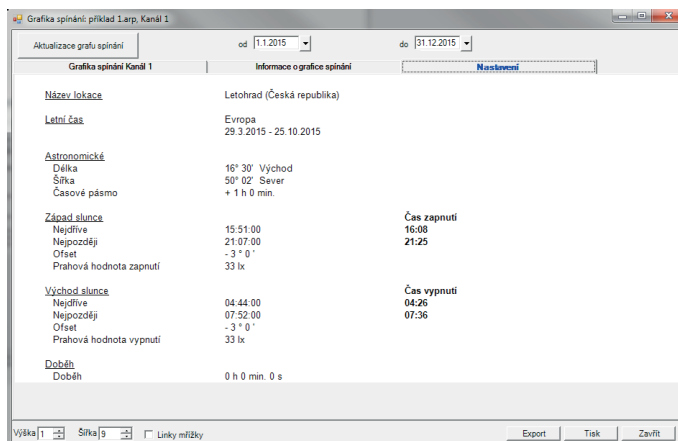 Grafika spínání: příklad 1.arp, Kanál 1
Aktualizace grafu spínání od 1.1.2015 do 31.12.2015
Grafika spínání Kanál 1 Informace o grafice spínání Nastavení
Název lokace Letohrad (Česká republika)
Letní čas Evropa
29.3.2015 - 25.10.2015
Astronomické
Délka 16° 30' Východ
Šířka 50° 02' Sever
Časové pásmo + 1 h 0 min.
Západ slunce Čas zapnutí
Nejdříve 15:51:00 16:08
Nejpozději 21:07:00 21:25
Ofset - 3 ° 0 '
Prahová hodnota zapnutí 33 lx
Východ slunce Čas vypnutí
Nejdříve 04:44:00 04:26
Nejpozději 07:52:00 07:36
Ofset - 3 ° 0 '
Prahová hodnota vypnutí 33 lx
Doběh
Doběh 0 h 0 min. 0 s
Výška 1 Šířka 9 Linky mřížky Export Tisk Zavřít